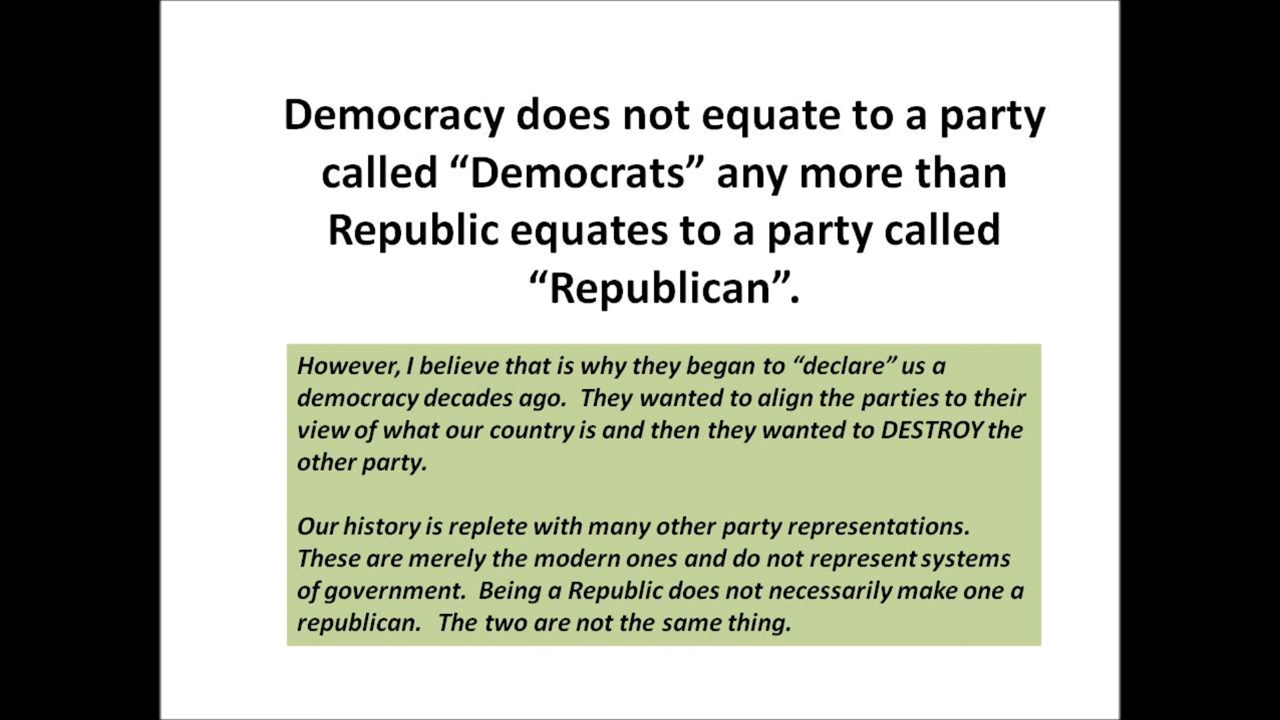 Democracy does not equate to a party
called “Democrats” any more than
Republic equates to a party called
“Republican”.
However, I believe that is why they began to “declare” us a
democracy decades ago.  They wanted to align the parties to their
view of what our country is and then they wanted to DESTROY the
other party.
Our history is replete with many other party representations.
These are merely the modern ones and do not represent systems
of government.  Being a Republic does not necessarily make one a
republican.   The two are not the same thing.